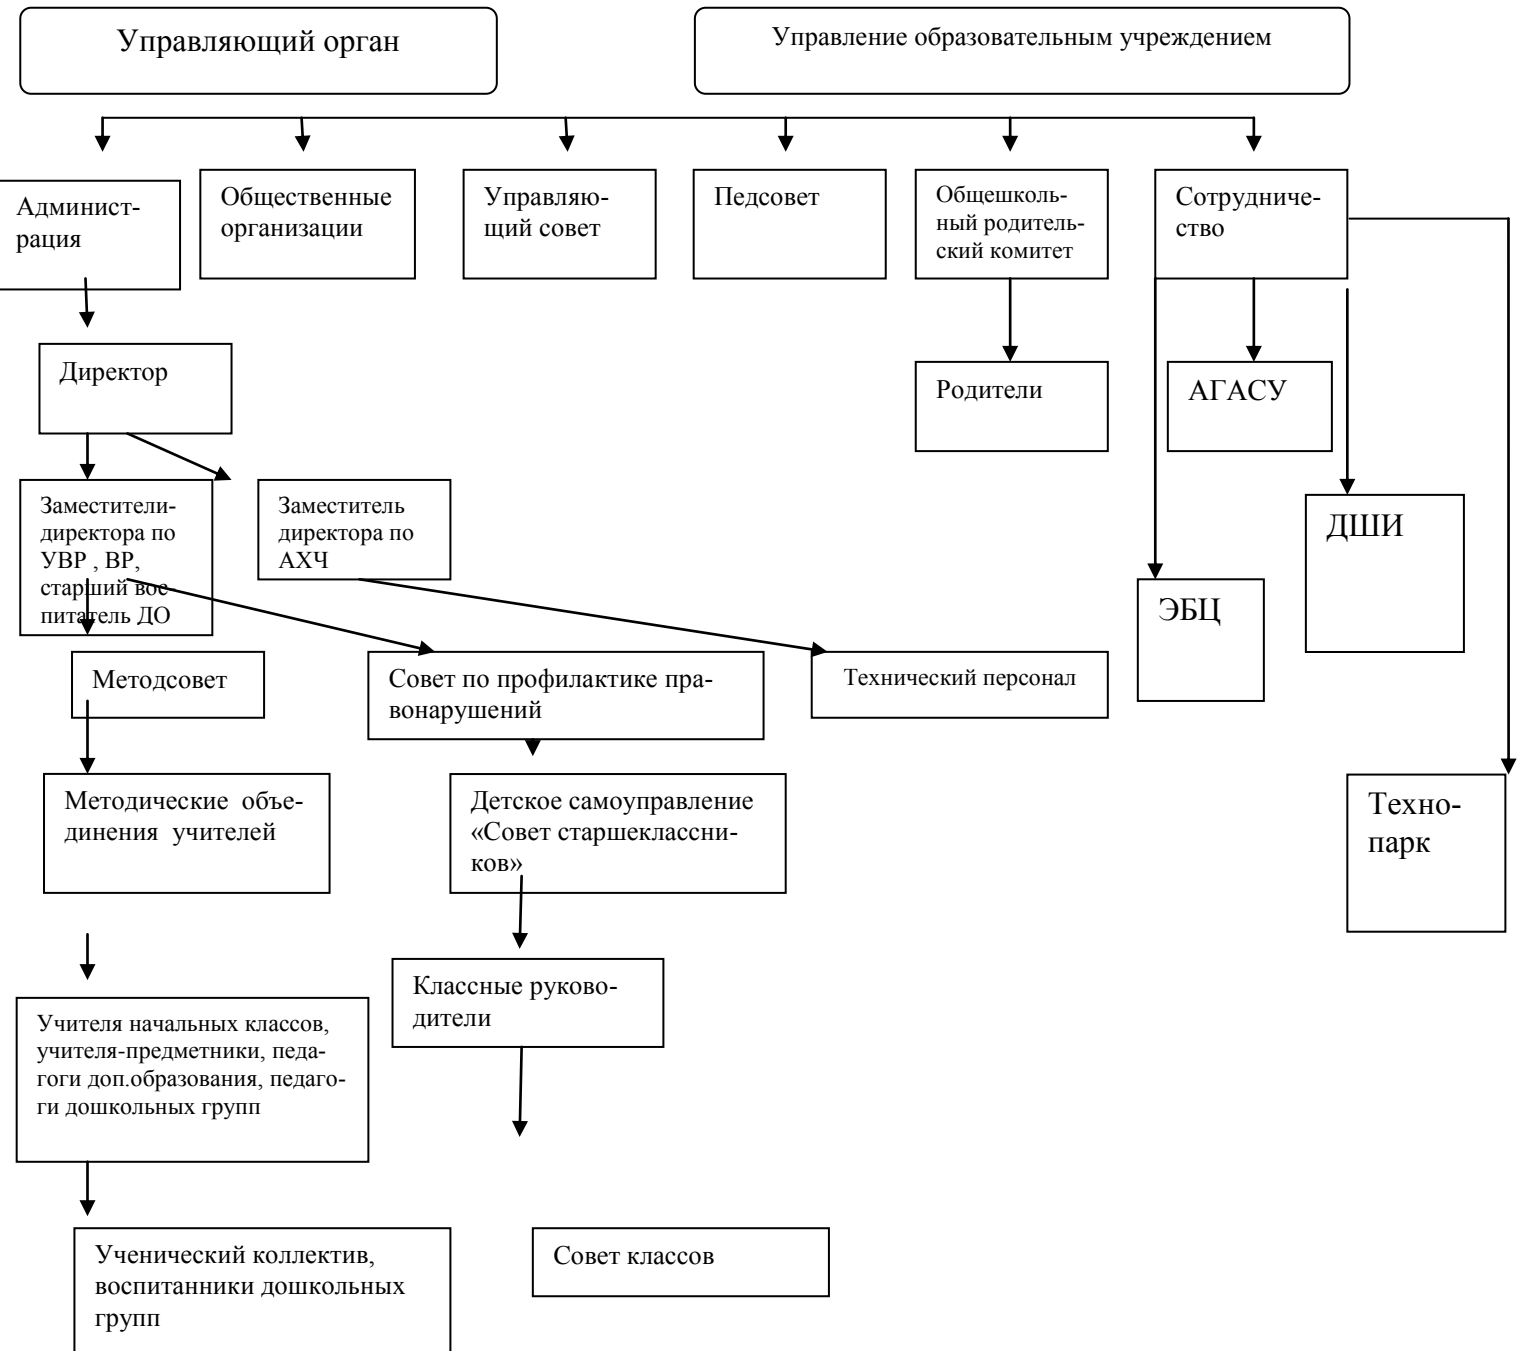 Управляющий орган
Управление образовательным учреждением
Админист-
рация
Общественные
организации
Управляю-
щий совет
Педсовет
Общешколь-
ный родитель-
ский комитет
Сотрудниче-
ство
Директор
Родители
АГАСУ
Заместители-
директора по
УВР , ВР,
старший вос-
питатель ДО
Заместитель
директора по
АХЧ
ДШИ
ЭБЦ
Методсовет
Совет по профилактике пра-
вонарушений
Технический персонал
Методические объе-
динения учителей
Детское самоуправление
«Совет старшеклассни-
ков»
Техно-
парк
Классные руково-
дители
Учителя начальных классов,
учителя-предметники, педа-
гоги доп.образования, педаго-
ги дошкольных групп
Ученический коллектив,
воспитанники дошкольных
групп
Совет классов